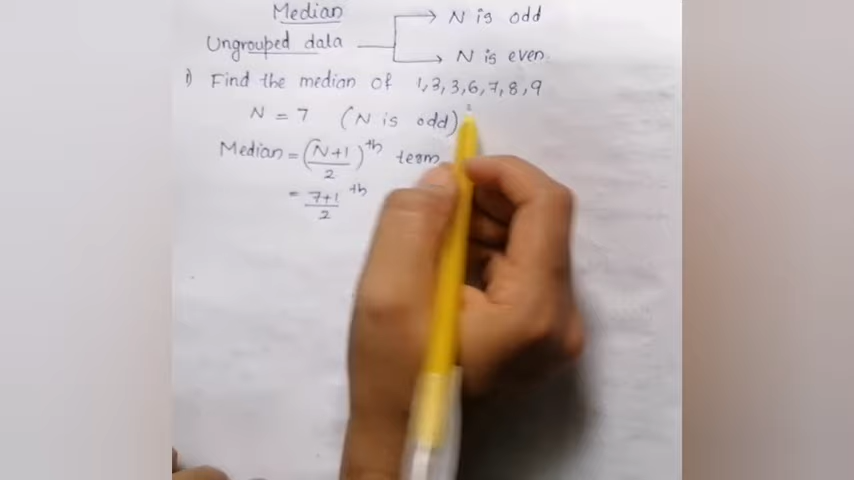 Median
N is odd
Ungrouped data
N is even.
1) Find the median of 1,3,3,6,7,8,9
N = 7 (N is odd)
Median = (N+1/2)th term
= 7+1/2 th